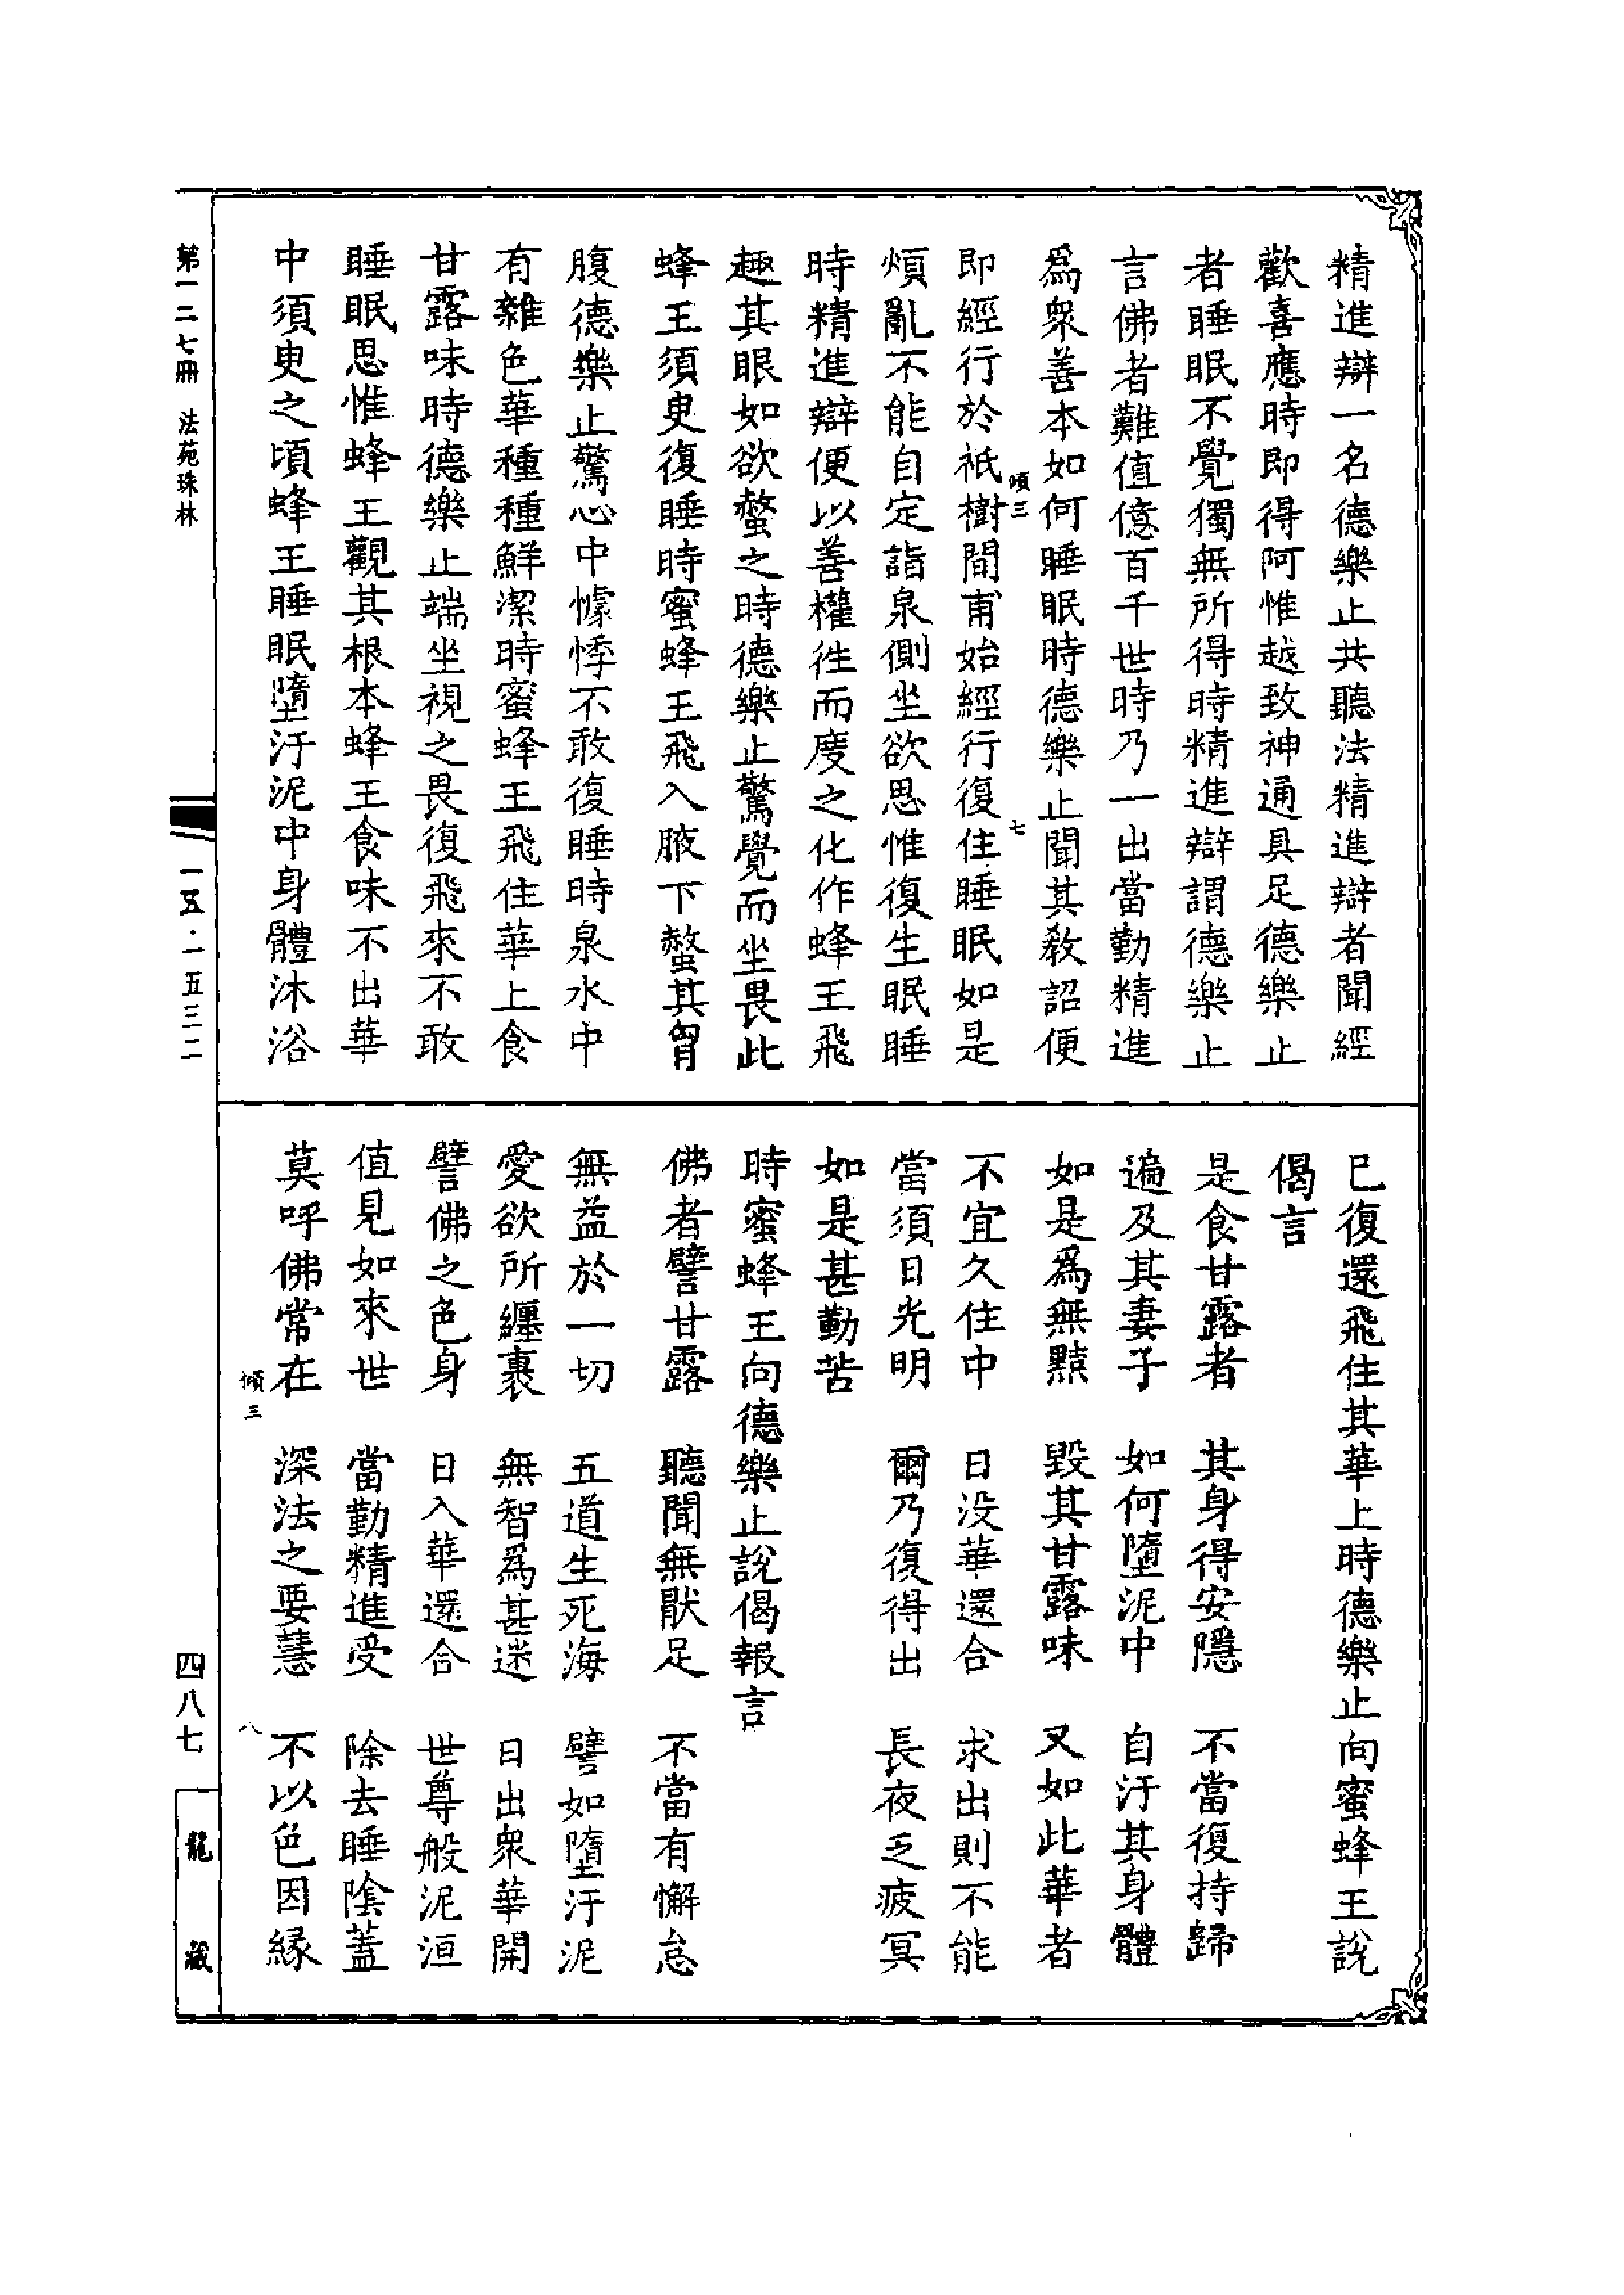 精進辯一名德樂止共聽法精進辯者聞經
歡喜應時即得阿惟越致神通具足德樂止
者睡眠不覺獨無所得時精進辯謂德樂止
言佛者難值億百千世時乃一出當勤精進
爲衆善本如何睡眠時德樂止聞其教詔便
傾三　七
即經行於祇樹間甫始經行復住睡眠如是
煩亂不能自定詣泉側坐欲思惟復生眠睡
時精進辯便以善權徃而度之化作蜂王飛
趣其眼如欲螫之時德樂止驚覺而坐畏此
蜂王須臾復睡時蜜蜂王飛入腋下螫其胷
腹德樂止驚心中懅悸不敢復睡時泉水中
有雜色華種種鮮潔時蜜蜂王飛住華上食
甘露味時德樂止端坐視之畏復飛來不敢
睡眠思惟蜂王觀其根本蜂王食味不出華
中須臾之頃蜂王睡眠墮汙泥中身體沐浴
已復還飛住其華上時德樂止向蜜蜂王說
偈言
是食甘露者　其身得安隱　不當復持歸
遍及其妻子　如何墮泥中　自汙其身體
如是爲無黠　毀其甘露味　又如此華者
不宜久住中　日没華還合　求出則不能
當須日光明　爾乃復得出　長夜乏疲冥
如是甚勤苦
時蜜蜂王向德樂止說偈報言
佛者譬甘露　聽聞無猒足　不當有懈怠
無益於一切　五道生死海　譬如墮汙泥
愛欲所纏裹　無智爲甚迷　日出衆華開
譬佛之色身　日入華還合　世尊般泥洹
值見如來世　當勤精進受　除去睡陰蓋
莫呼佛常在　深法之要慧　不以色因緣
傾三　八
第一二七冊　法苑珠林
一五·一五三二
四八七
龍藏